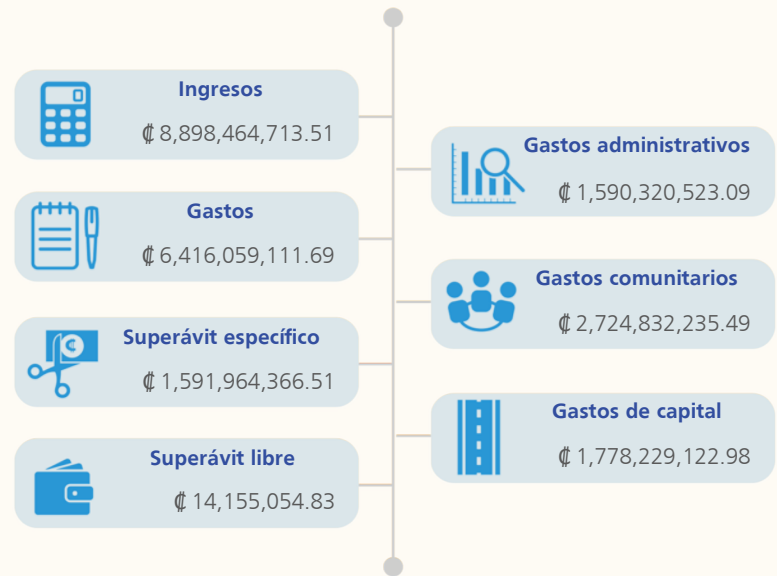 Ingresos
₡ 8,898,464,713.51
Gastos
₡ 6,416,059,111.69
Superávit específico
₡ 1,591,964,366.51
Superávit libre
₡ 14,155,054.83
Gastos administrativos
₡ 1,590,320,523.09
Gastos comunitarios
₡ 2,724,832,235.49
Gastos de capital
₡ 1,778,229,122.98